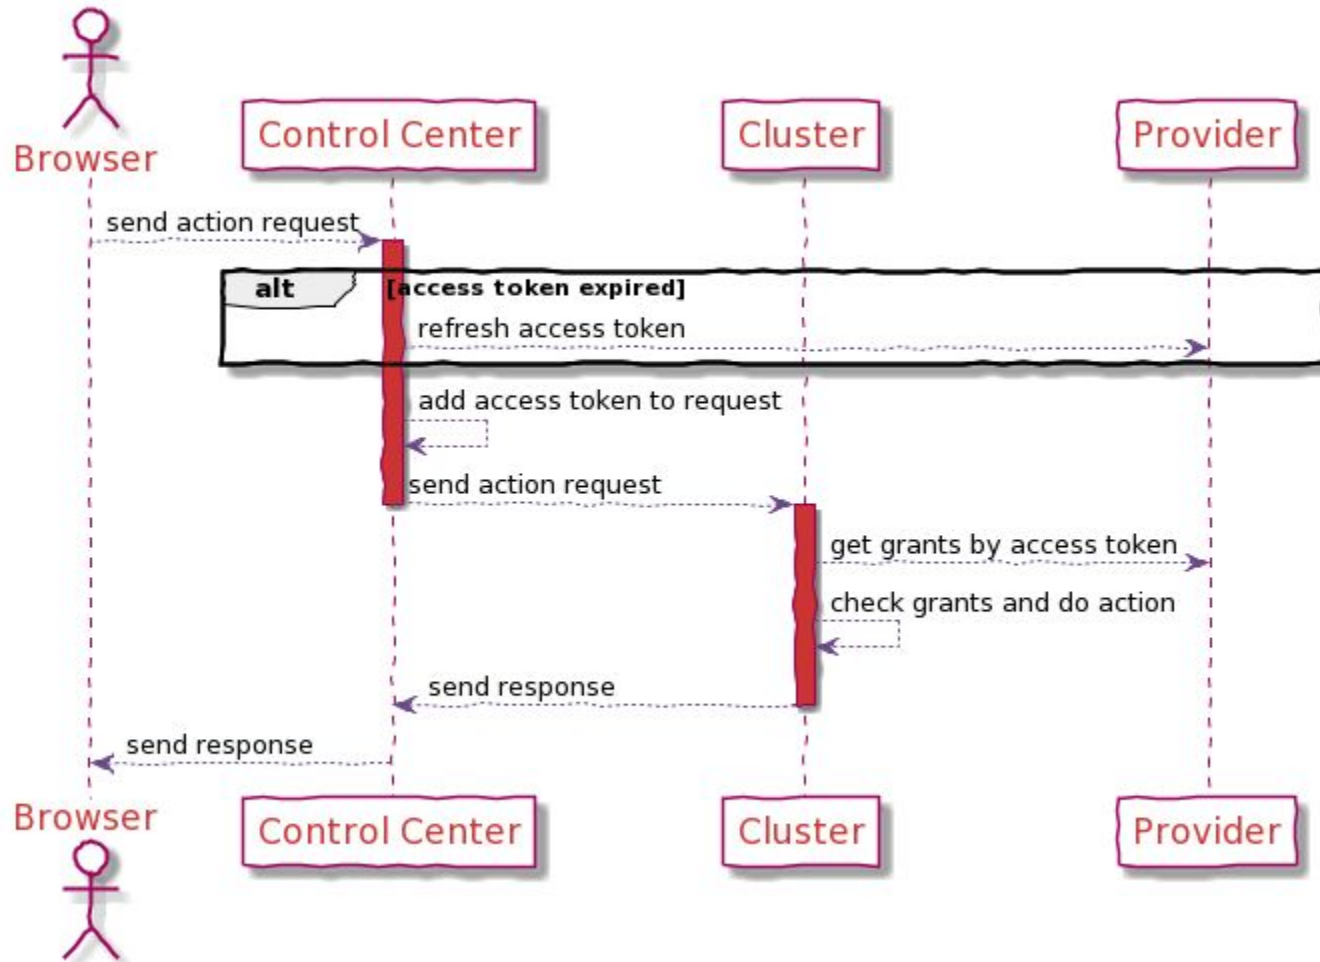 Browser
Control Center
Cluster
Provider
send action request
alt
[access token expired]
refresh access token
add access token to request
send action request
get grants by access token
check grants and do action
send response
send response
Browser
Control Center
Cluster
Provider